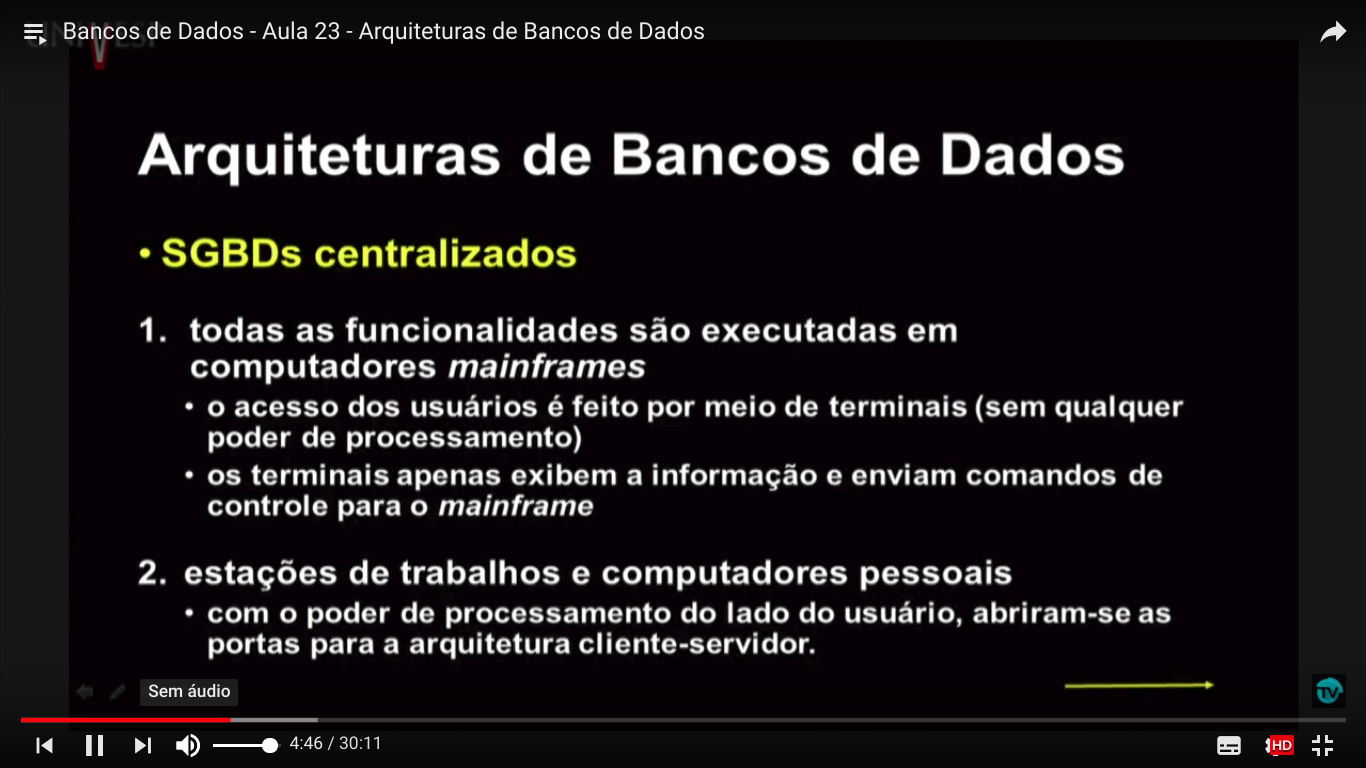 Bancos de Dados - Aula 23 - Arquiteturas de Bancos de Dados
Arquiteturas de Bancos de Dados
• SGBDs centralizados
1. todas as funcionalidades são executadas em
computadores mainframes
• o acesso dos usuários é feito por meio de terminais (sem qualquer
poder de processamento)
• os terminais apenas exibem a informação e enviam comandos de
controle para o mainframe
2. estações de trabalhos e computadores pessoais
• com o poder de processamento do lado do usuário, abriram-se as
portas para a arquitetura cliente-servidor.
Sem áudio
TV
4:46 / 30:11
HD